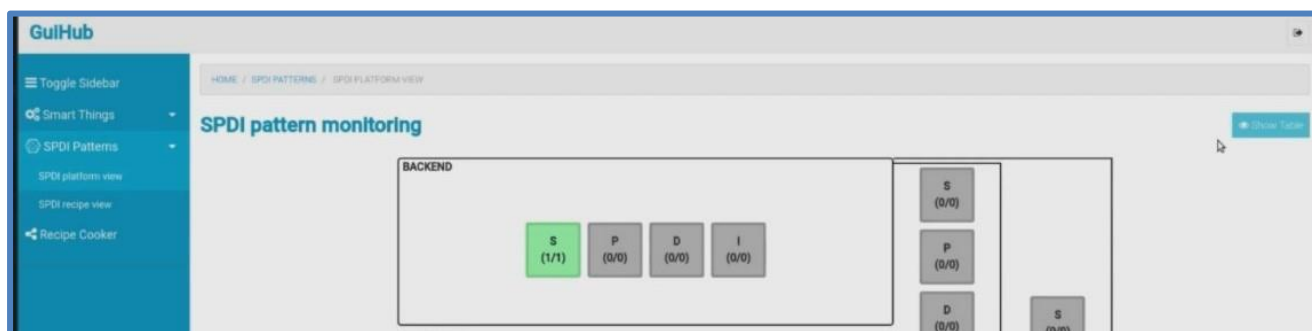 GuiHub
Toggle Sidebar
Smart Things
SPDI Patterns
SPDI platform view
SPDI recipe view
Recipe Cooker
HOME / SPDI PATTERNS / SPDI PLATFORM VIEW
SPDI pattern monitoring
Show Table
BACKEND
S
(1/1)
P
(0/0)
D
(0/0)
I
(0/0)
S
(0/0)
P
(0/0)
D
(0/0)
S
(0/0)